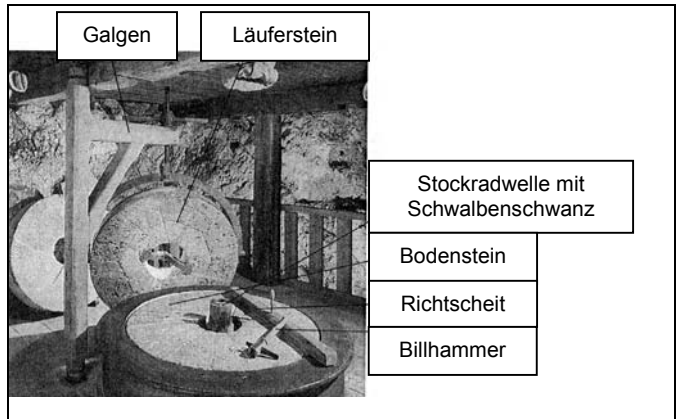 Galgen
Läuferstein
Stockradwelle mit
Schwalbenschwanz
Bodenstein
Richtscheit
Billhammer